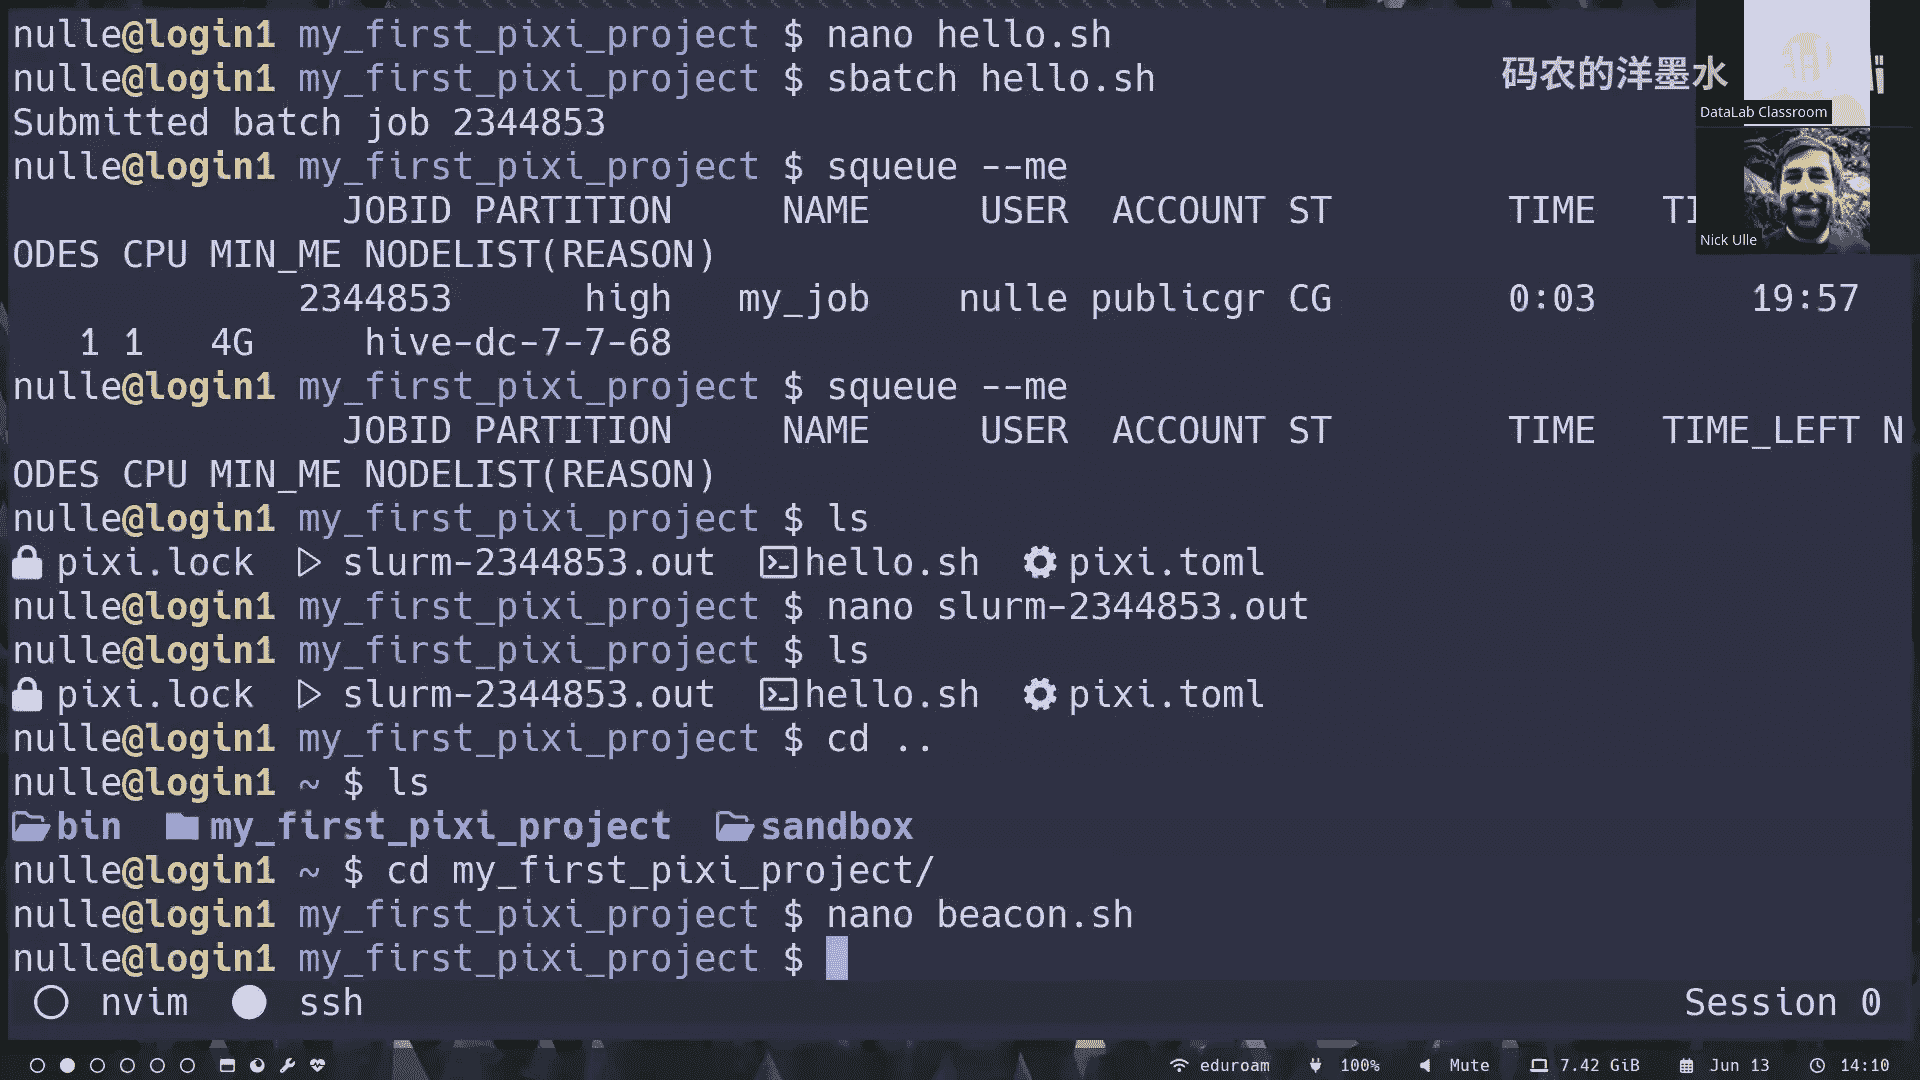 nulle@login1 my_first_pixi_project $ nano hello.sh
nulle@login1 my_first_pixi_project $ sbatch hello.sh
码农的洋墨水
DataLab Classroom
Submitted batch job 2344853
nulle@login1 my_first_pixi_project $ squeue --me
JOBID PARTITION NAME USER ACCOUNT ST TIME
Nick Ulle
ODES CPU MIN_ME NODELIST(REASON)
2344853 high my_job nulle publicgr CG 0:03 19:57
1 1 4G hive-dc-7-7-68
nulle@login1 my_first_pixi_project $ squeue --me
JOBID PARTITION NAME USER ACCOUNT ST TIME TIME_LEFT N
ODES CPU MIN_ME NODELIST(REASON)
nulle@login1 my_first_pixi_project $ ls
pixi.lock slurm-2344853.out hello.sh pixi.toml
nulle@login1 my_first_pixi_project $ nano slurm-2344853.out
nulle@login1 my_first_pixi_project $ ls
pixi.lock slurm-2344853.out hello.sh pixi.toml
nulle@login1 my_first_pixi_project $ cd ..
nulle@login1 ~ $ ls
bin my_first_pixi_project sandbox
nulle@login1 ~ $ cd my_first_pixi_project/
nulle@login1 my_first_pixi_project $ nano beacon.sh
nulle@login1 my_first_pixi_project $
nvim ssh Session 0
eduroam 100% Mute 7.42 GiB Jun 13 14:10